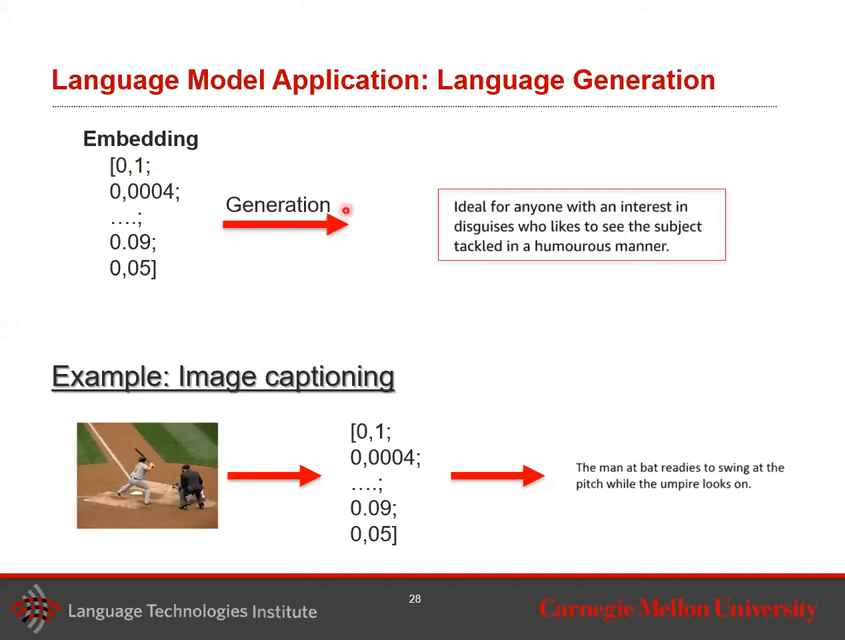 Language Model Application: Language Generation
Embedding
[0,1;
0,0004;
….;
0.09;
0,05]
Generation
Ideal for anyone with an interest in
disguises who likes to see the subject
tackled in a humourous manner.
Example: Image captioning
[0,1;
0,0004;
….;
0.09;
0,05]
The man at bat readies to swing at the
pitch while the umpire looks on.
Language Technologies Institute
28
Carnegie Mellon University